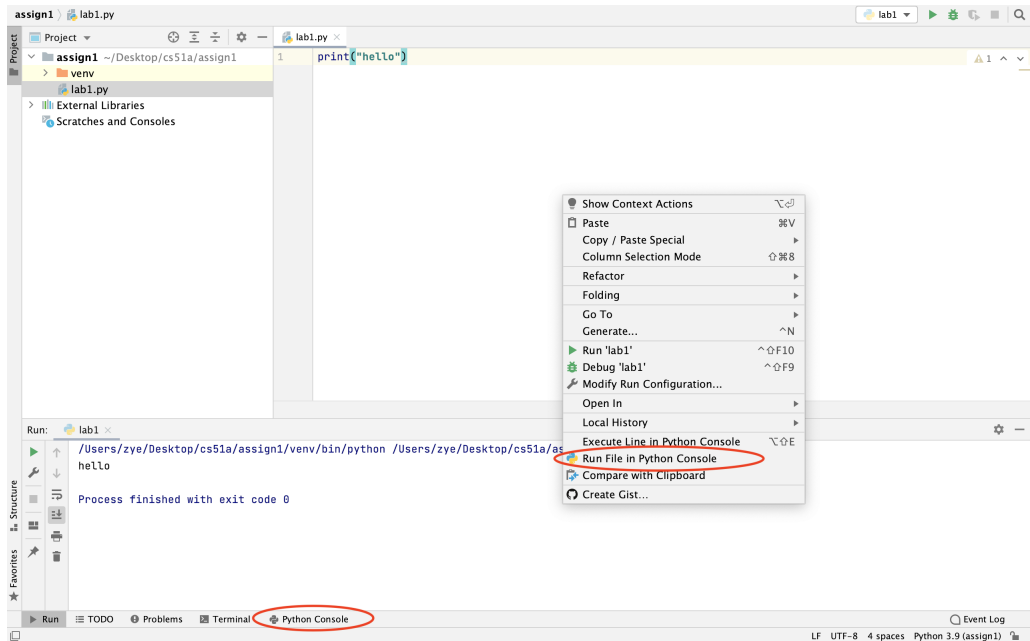 assign1 lab1.py lab1
Project
Project
lab1.py
assign1 ~/Desktop/cs51a/assign1
venv
lab1.py
External Libraries
Scratches and Consoles
1 print("hello")
1
Show Context Actions ⌥⏎
Paste ⌘V
Copy / Paste Special
Column Selection Mode ⇧⌘8
Refactor
Folding
Go To
Generate... ^N
Run 'lab1' ^⇧F10
Debug 'lab1' ^⇧F9
Modify Run Configuration...
Open In
Local History
Execute Line in Python Console ⌥⇧E
Run File in Python Console
Compare with Clipboard
Create Gist...
Run: lab1
/Users/zye/Desktop/cs51a/assign1/venv/bin/python /Users/zye/Desktop/cs51a/as
hello
Process finished with exit code 0
Structure
Favorites
Run TODO Problems Terminal Python Console Event Log
LF UTF-8 4 spaces Python 3.9 (assign1)